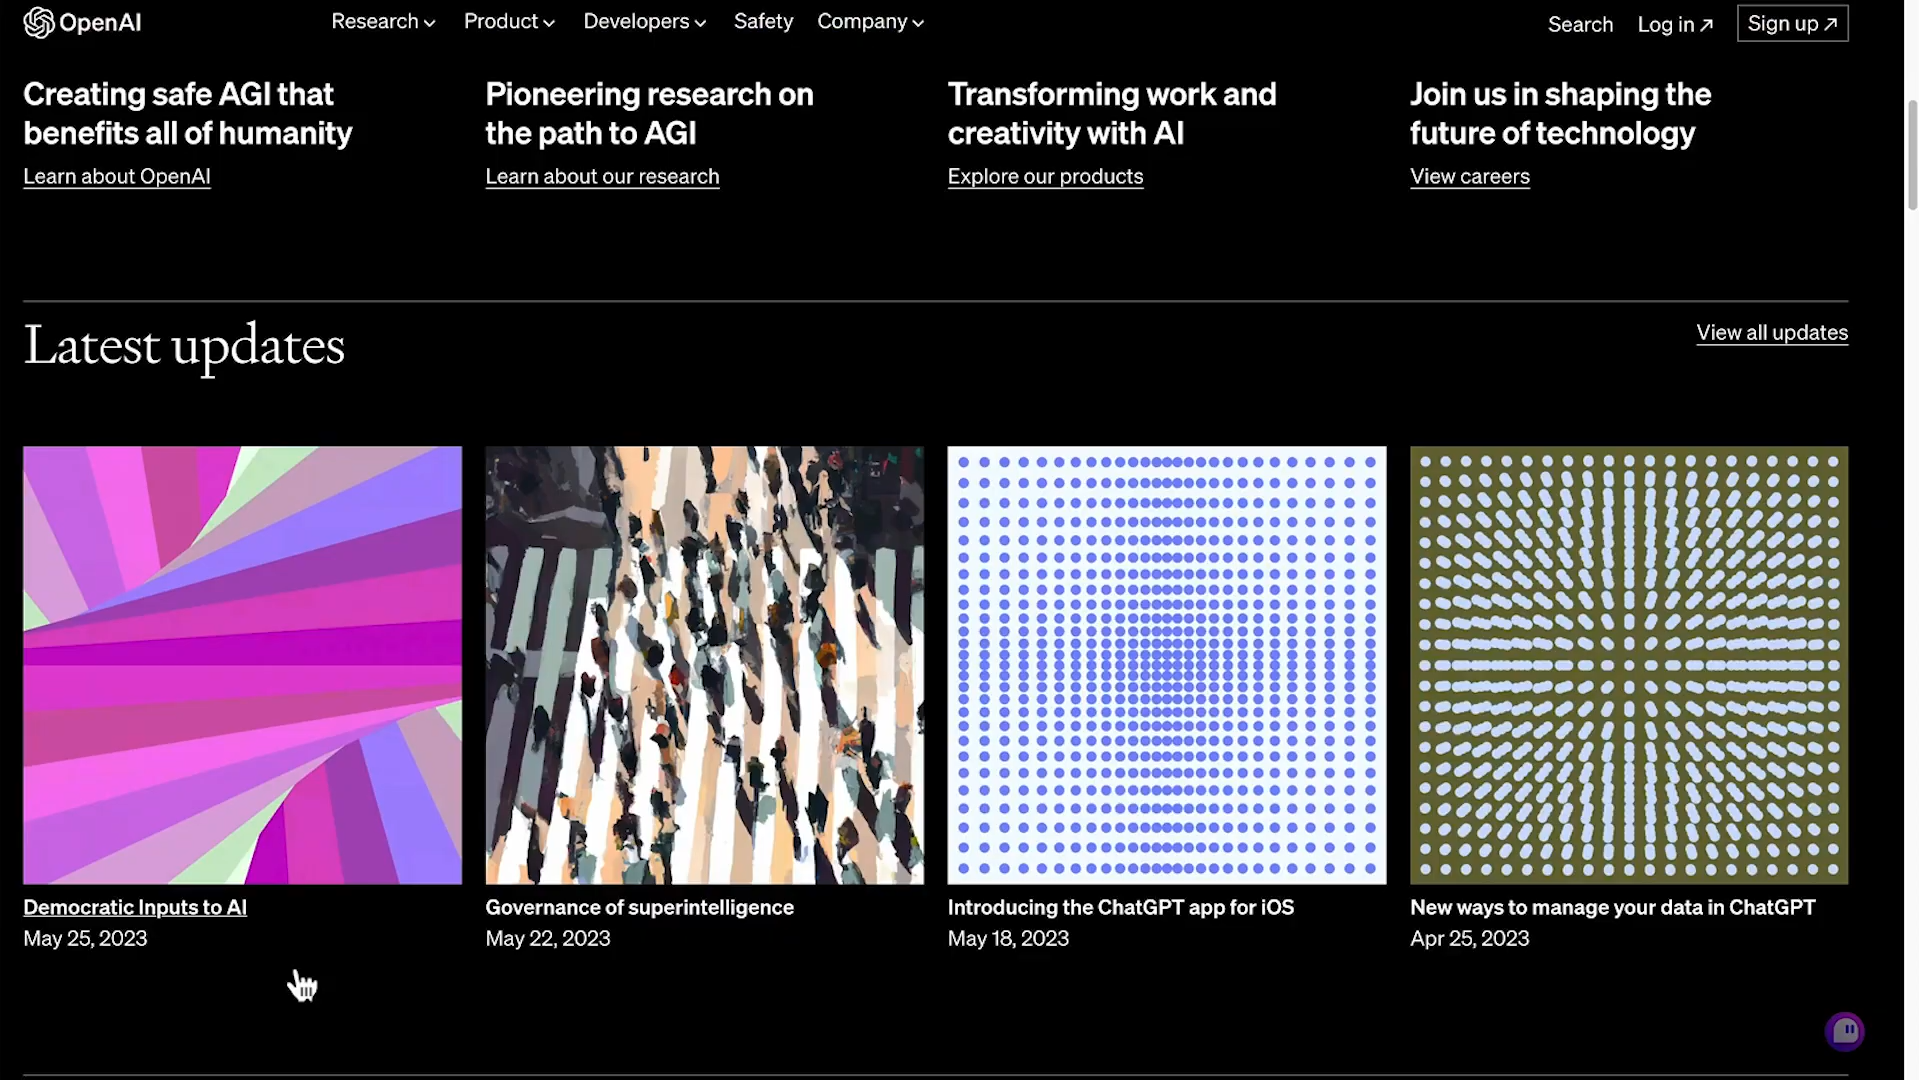 OpenAI
Research
Product
Developers
Safety
Company
Search
Log in ↗
Sign up ↗
Creating safe AGI that
benefits all of humanity
Learn about OpenAI
Pioneering research on
the path to AGI
Learn about our research
Transforming work and
creativity with AI
Explore our products
Join us in shaping the
future of technology
View careers
Latest updates
View all updates
Democratic Inputs to AI
May 25, 2023
Governance of superintelligence
May 22, 2023
Introducing the ChatGPT app for iOS
May 18, 2023
New ways to manage your data in ChatGPT
Apr 25, 2023